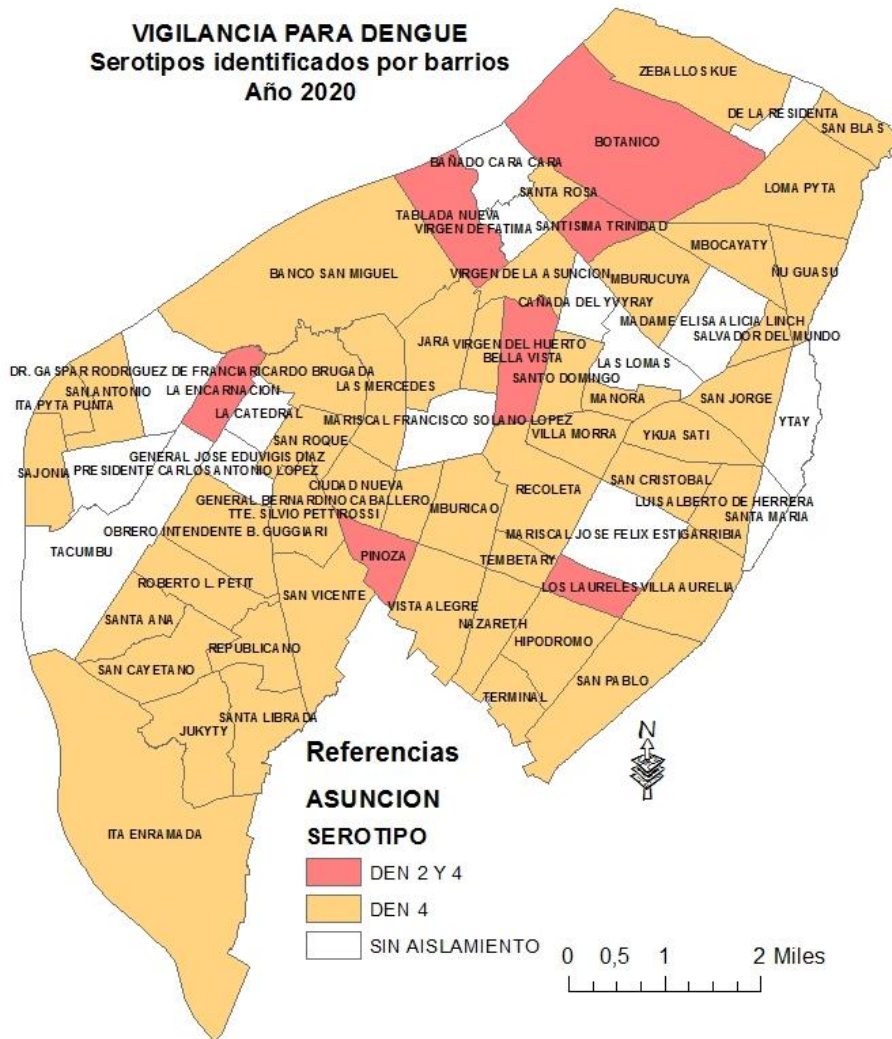 VIGILANCIA PARA DENGUE
Serotipos identificados por barrios
Año 2020
ZEBALLOS KUE
DE LA RESIDENTA
SAN BLAS
BOTANICO
BAÑADO CARA CARA
SANTA ROSA
LOMA PYTA
TABLADA NUEVA
VIRGEN DE FATIMA
SANTISIMA TRINIDAD
MBOCAYATY
BANCO SAN MIGUEL
VIRGEN DE LA ASUNCION
MBURUCUYA
ÑU GUASU
CAÑADA DEL YVYRAY
MADAME ELISA ALICIA LINCH
SALVADOR DEL MUNDO
JARA
VIRGEN DEL HUERTO
BELLA VISTA
LAS LOMAS
DR. GASPAR RODRIGUEZ DE FRANCIA
RICARDO BRUGADA
SAN ANTONIO
LA ENCARNACION
LAS MERCEDES
SANTO DOMINGO
ITA PYTA PUNTA
MANORA
SAN JORGE
LA CATEDRAL
MARISCAL FRANCISCO SOLANO LOPEZ
YTAY
SAN ROQUE
VILLA MORRA
YKUA SATI
GENERAL JOSE EDUVIGIS DIAZ
SAJONIA
PRESIDENTE CARLOS ANTONIO LOPEZ
CIUDAD NUEVA
RECOLETA
SAN CRISTOBAL
GENERAL BERNARDINO CABALLERO
LUIS ALBERTO DE HERRERA
TTE. SILVIO PETTIROSSI
MBURICAO
SANTA MARIA
OBRERO INTENDENTE B. GUGGIARI
MARISCAL JOSE FELIX ESTIGARRIBIA
TACUMBU
PINOZA
TEMBETARY
ROBERTO L. PETIT
LOS LAURELES
VILLA AURELIA
SAN VICENTE
VISTA ALEGRE
SANTA ANA
NAZARETH
HIPODROMO
REPUBLICANO
SAN CAYETANO
SAN PABLO
TERMINAL
SANTA LIBRADA
JUKYTY
N
ITA ENRAMADA
Referencias
ASUNCION
SEROTIPO
DEN 2 Y 4
DEN 4
SIN AISLAMIENTO
0 0,5 1 2 Miles